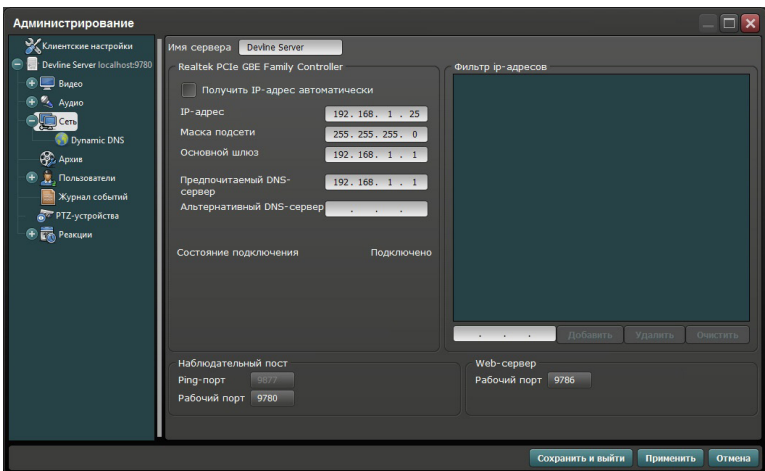 Администрирование
Клиентские настройки
Devline Server localhost:9780
Видео
Аудио
Сеть
Dynamic DNS
Архив
Пользователи
Журнал событий
PTZ-устройства
Реакции
Имя сервера Devline Server
Realtek PCIe GBE Family Controller
Получить IP-адрес автоматически
IP-адрес 192. 168. 1 . 25
Маска подсети 255. 255. 255. 0
Основной шлюз 192. 168. 1 . 1
Предпочитаемый DNS-
сервер 192. 168. 1 . 1
Альтернативный DNS-сервер . . .
Состояние подключения Подключено
Фильтр ip-адресов
. . . Добавить Удалить Очистить
Наблюдательный пост
Ping-порт 9877
Рабочий порт 9780
Web-сервер
Рабочий порт 9786
Сохранить и выйти Применить Отмена